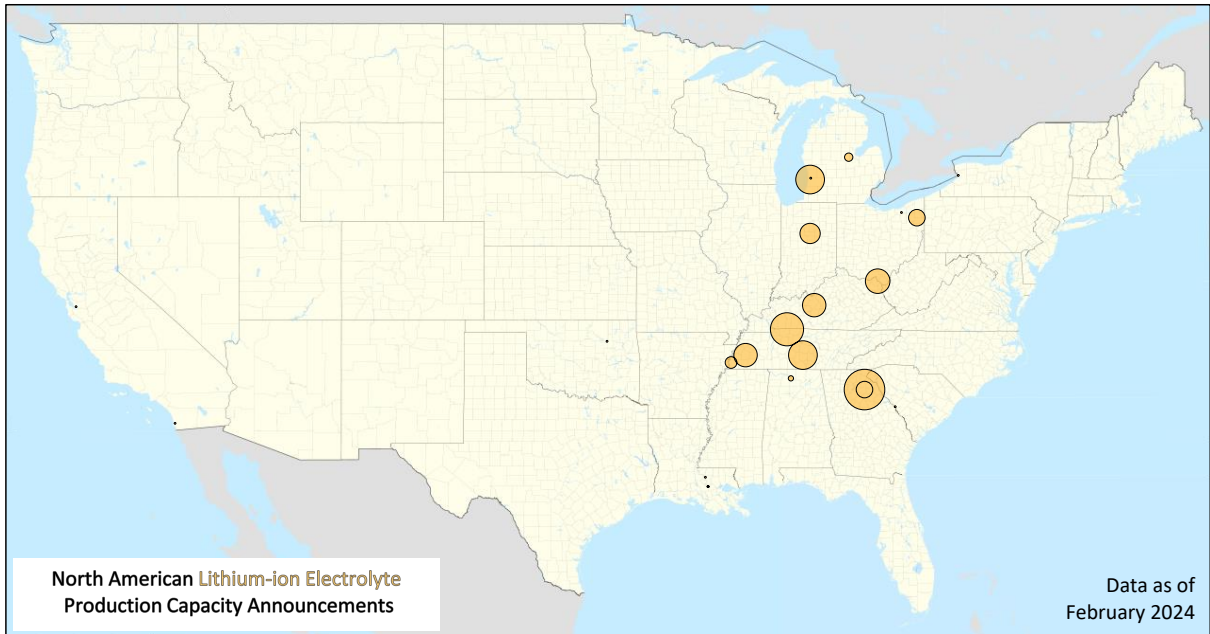 North American Lithium-ion Electrolyte
Production Capacity Announcements
Data as of
February 2024